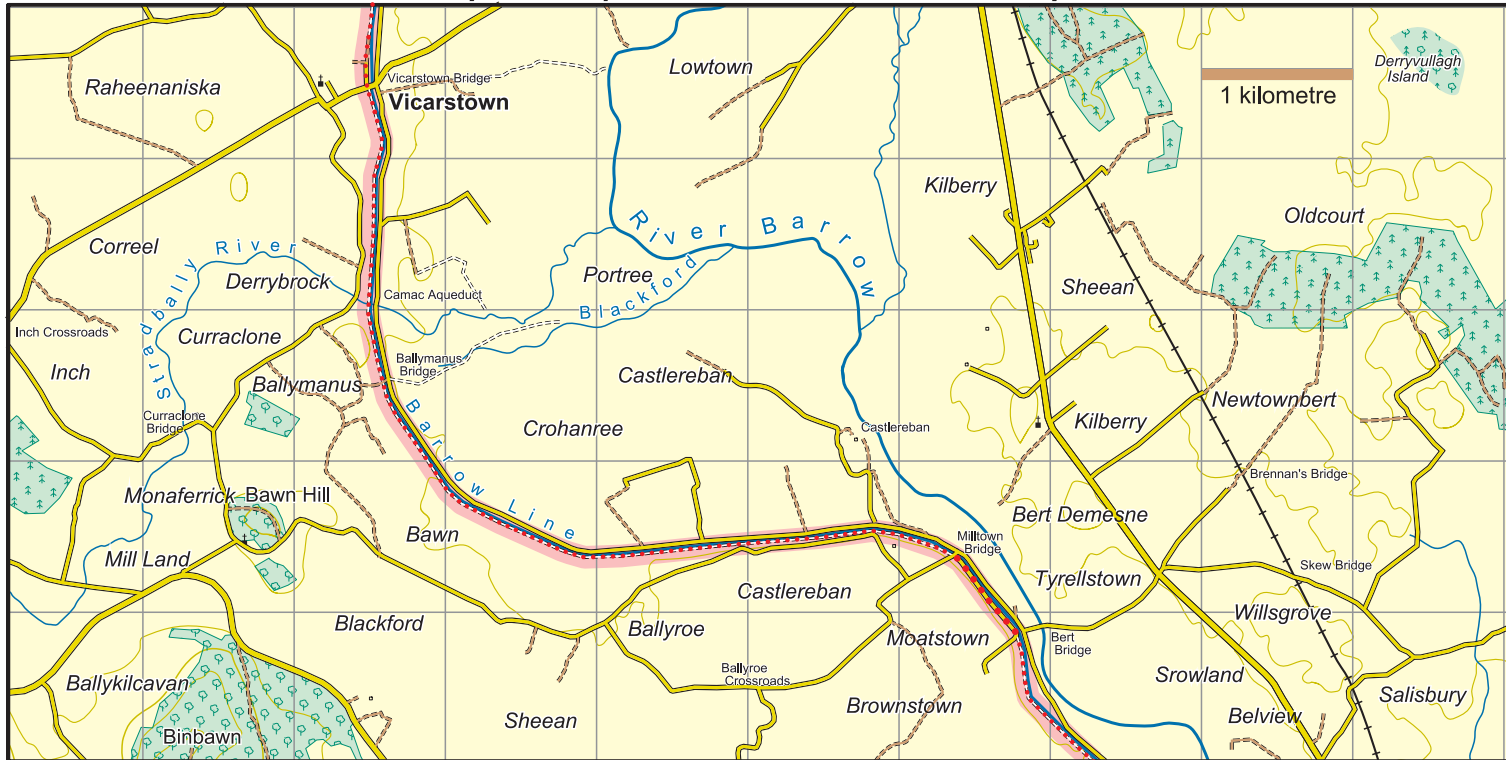 Raheenaniska
Vicarstown Bridge
Vicarstown
Lowtown
Derryvullagh
Island
1 kilometre
Kilberry
Oldcourt
Correel
Stradbally River
Derrybrock
River Barrow
Portree
Blackford
Sheean
Camac Aqueduct
Inch Crossroads
Curraclone
Inch
Ballymanus
Bridge
Ballymanus
Castlereban
Curraclone
Bridge
Barrow Line
Crohanree
Castlereban
Newtownbert
Kilberry
Brennan's Bridge
Monaferrick
Bawn Hill
Bawn
Bert Demesne
Milltown
Bridge
Mill Land
Tyrellstown
Skew Bridge
Castlereban
Willsgrove
Blackford
Ballyroe
Moatstown
Bert
Bridge
Ballyroe
Crossroads
Srowland
Ballykilcavan
Salisbury
Brownstown
Sheean
Belview
Binbawn